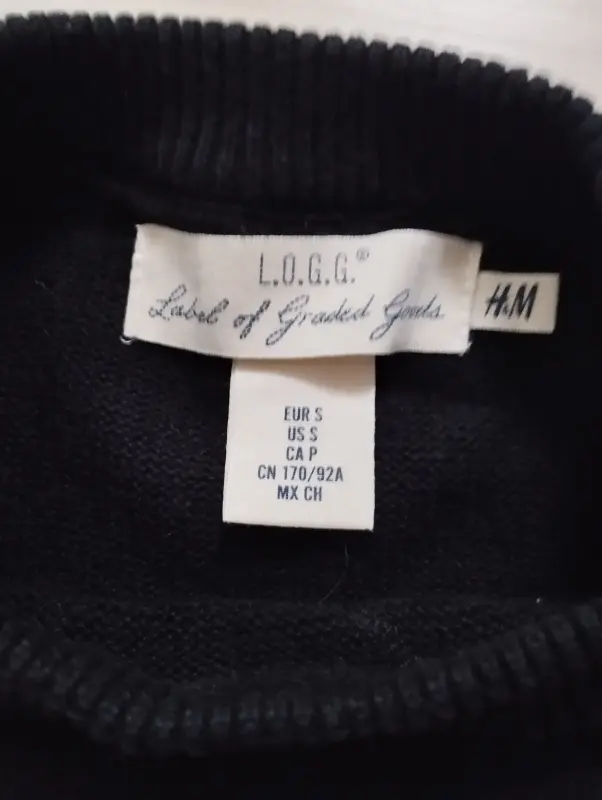 L.O.G.G.®
Label of Graded Goods
H&M
EUR S
US S
CA P
CN 170/92A
MX CH